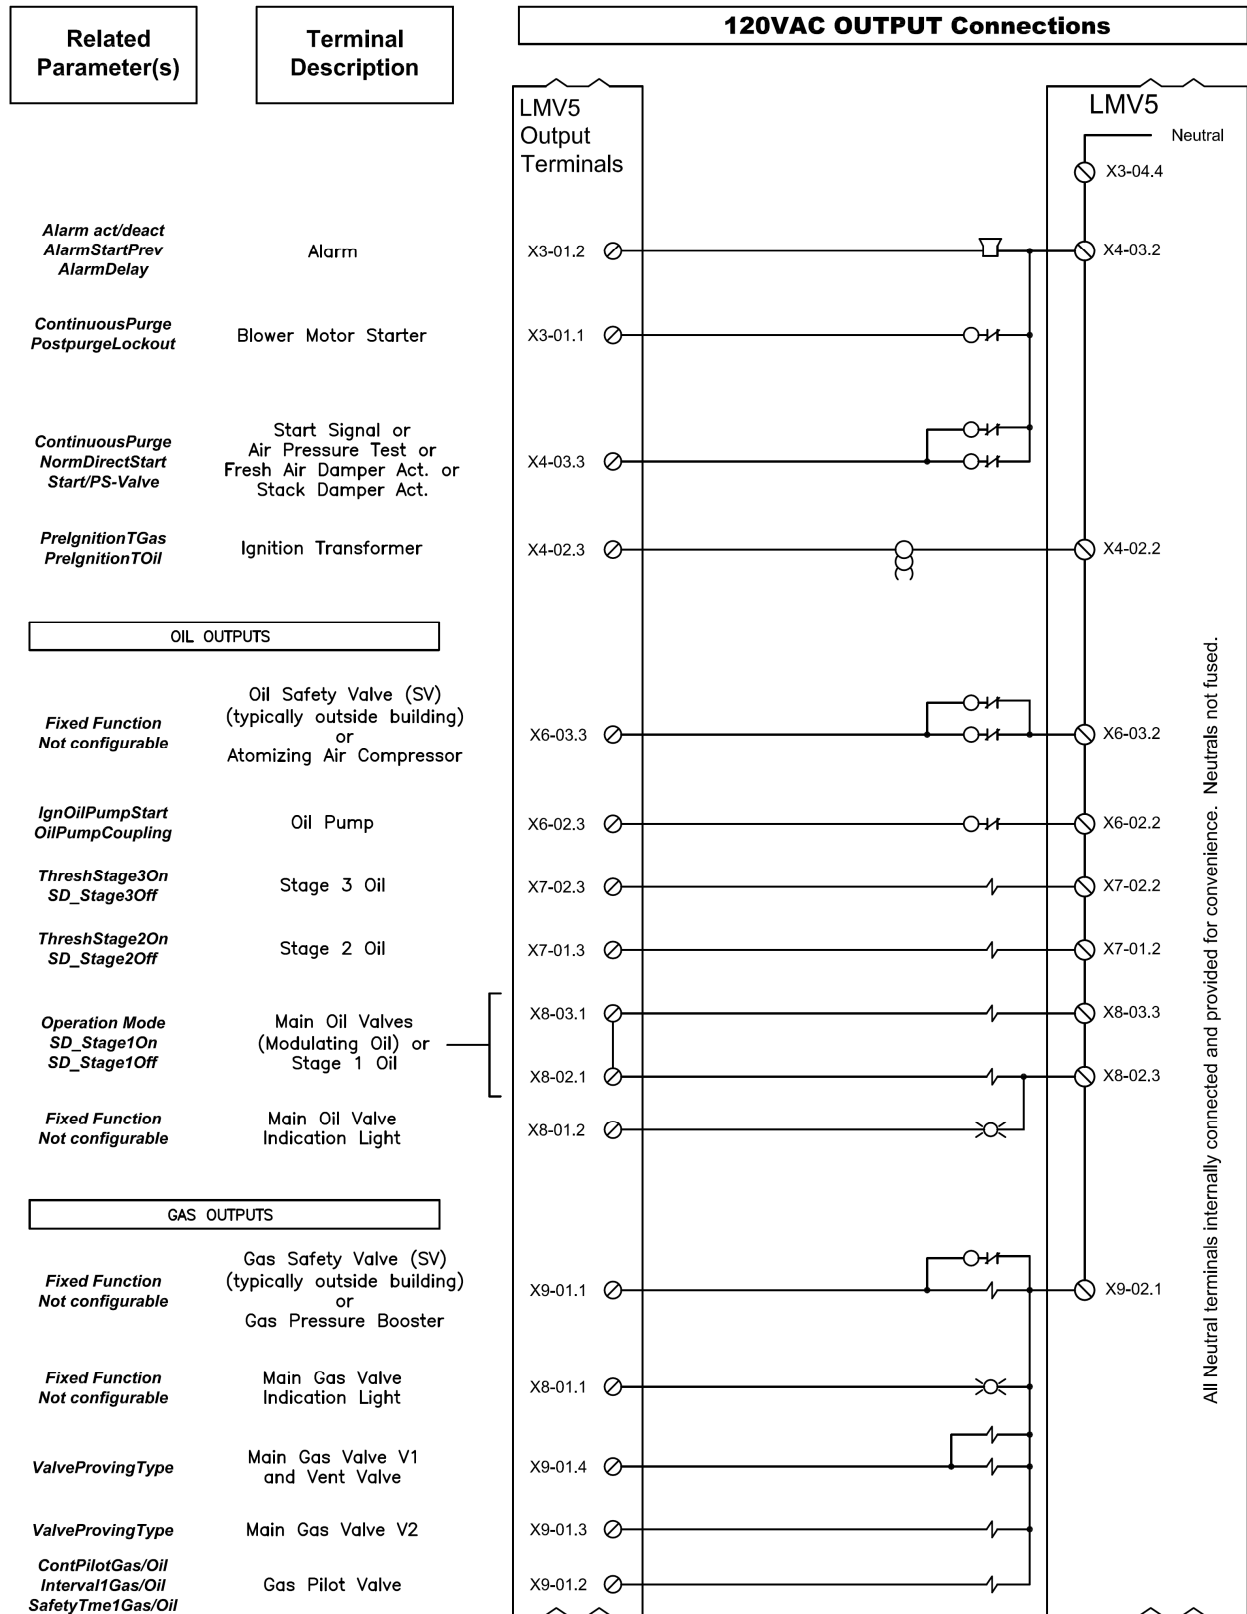 Related
Parameter(s)
Terminal
Description
120VAC OUTPUT Connections
LMV5
Output
Terminals
LMV5
Neutral
X3-04.4
Alarm act/deact
AlarmStartPrev
AlarmDelay
Alarm
X3-01.2
X4-03.2
ContinuousPurge
PostpurgeLockout
Blower Motor Starter
X3-01.1
ContinuousPurge
NormDirectStart
Start/PS-Valve
Start Signal or
Air Pressure Test or
Fresh Air Damper Act. or
Stack Damper Act.
X4-03.3
PreIgnitionTGas
PreIgnitionTOil
Ignition Transformer
X4-02.3
X4-02.2
OIL OUTPUTS
Fixed Function
Not configurable
Oil Safety Valve (SV)
(typically outside building)
or
Atomizing Air Compressor
X6-03.3
X6-03.2
IgnOilPumpStart
OilPumpCoupling
Oil Pump
X6-02.3
X6-02.2
ThreshStage3On
SD_Stage3Off
Stage 3 Oil
X7-02.3
X7-02.2
ThreshStage2On
SD_Stage2Off
Stage 2 Oil
X7-01.3
X7-01.2
Operation Mode
SD_Stage1On
SD_Stage1Off
Main Oil Valves
(Modulating Oil) or
Stage 1 Oil
X8-03.1
X8-03.3
X8-02.1
X8-02.3
Fixed Function
Not configurable
Main Oil Valve
Indication Light
X8-01.2
GAS OUTPUTS
Fixed Function
Not configurable
Gas Safety Valve (SV)
(typically outside building)
or
Gas Pressure Booster
X9-01.1
X9-02.1
Fixed Function
Not configurable
Main Gas Valve
Indication Light
X8-01.1
ValveProvingType
Main Gas Valve V1
and Vent Valve
X9-01.4
ValveProvingType
Main Gas Valve V2
X9-01.3
ContPilotGas/Oil
Interval1Gas/Oil
SafetyTme1Gas/Oil
Gas Pilot Valve
X9-01.2
All Neutral terminals internally connected and provided for convenience. Neutrals not fused.